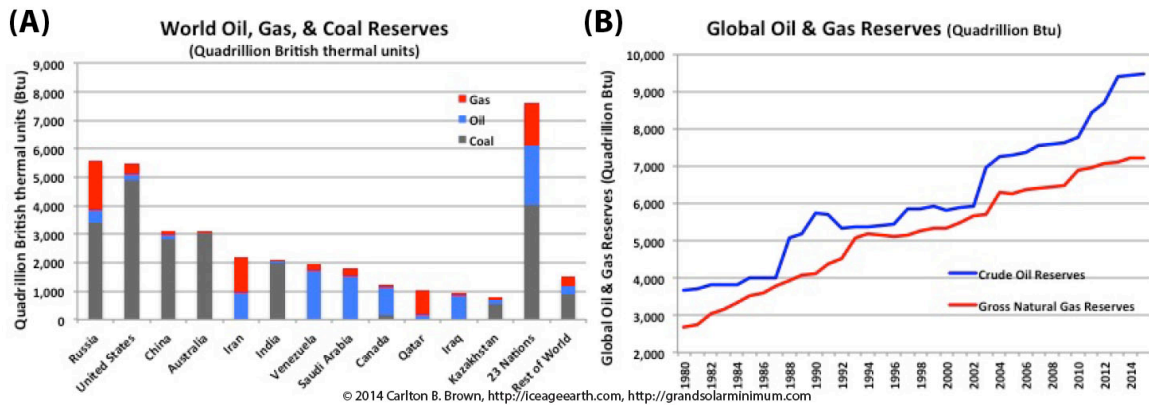 (A)
World Oil, Gas, & Coal Reserves
(Quadrillion British thermal units)
Quadrillion British thermal units (Btu)
9,000
8,000
7,000
6,000
5,000
4,000
3,000
2,000
1,000
0
Gas
Oil
Coal
Russia
United States
China
Australia
Iran
India
Venezuela
Saudi Arabia
Canada
Qatar
Iraq
Kazakhstan
23 Nations
Rest of World
(B)
Global Oil & Gas Reserves (Quadrillion Btu)
Global Oil & Gas Reserves (Quadrillion Btu)
10,000
9,000
8,000
7,000
6,000
5,000
4,000
3,000
2,000
Crude Oil Reserves
Gross Natural Gas Reserves
1980
1982
1984
1986
1988
1990
1992
1994
1996
1998
2000
2002
2004
2006
2008
2010
2012
2014
© 2014 Carlton B. Brown, http://iceageearth.com, http://grandsolarminimum.com